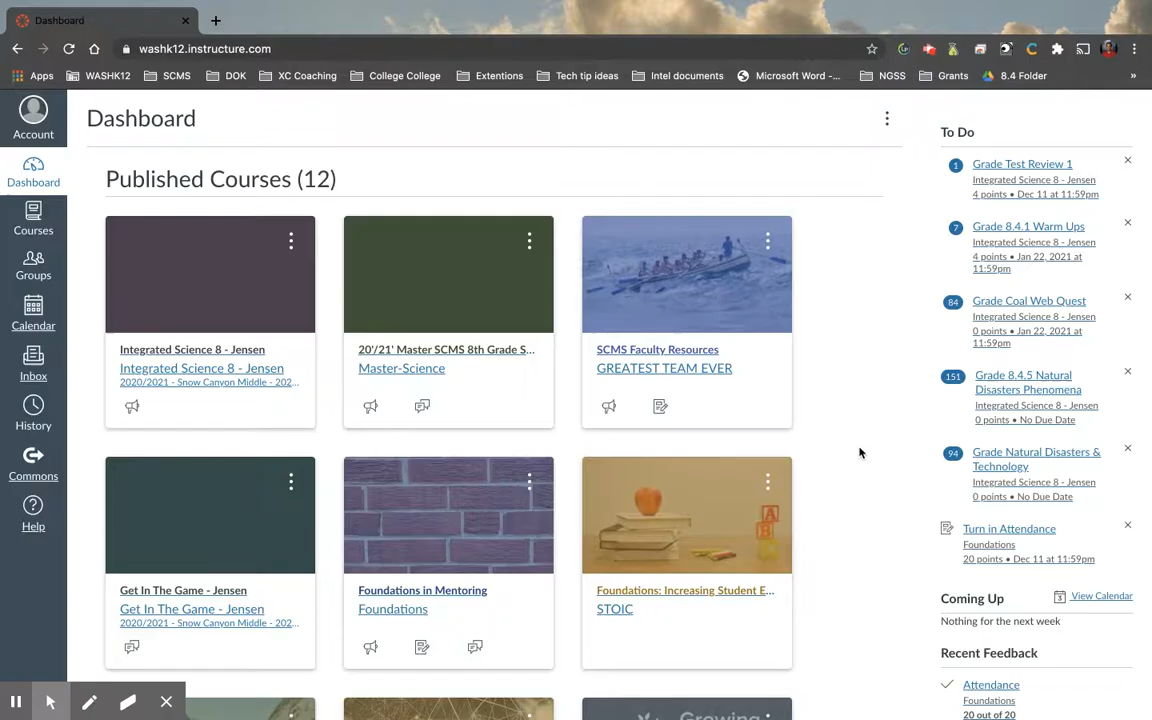 Dashboard
washk12.instructure.com
Apps
WASHK12
SCMS
DOK
XC Coaching
College College
Extentions
Tech tip ideas
Intel documents
Microsoft Word -...
NGSS
Grants
8.4 Folder
»
Account
Dashboard
Courses
Groups
Calendar
Inbox
History
Commons
Help
Dashboard
Published Courses (12)
Integrated Science 8 - Jensen
Integrated Science 8 - Jensen
2020/2021 - Snow Canyon Middle - 202...
20'/21' Master SCMS 8th Grade S...
Master-Science
SCMS Faculty Resources
GREATEST TEAM EVER
Get In The Game - Jensen
Get In The Game - Jensen
2020/2021 - Snow Canyon Middle - 202...
Foundations in Mentoring
Foundations
Foundations: Increasing Student E...
STOIC
Growing
To Do
1 Grade Test Review 1
Integrated Science 8 - Jensen
4 points • Dec 11 at 11:59pm
7 Grade 8.4.1 Warm Ups
Integrated Science 8 - Jensen
4 points • Jan 22, 2021 at
11:59pm
84 Grade Coal Web Quest
Integrated Science 8 - Jensen
0 points • Jan 22, 2021 at
11:59pm
151 Grade 8.4.5 Natural
Disasters Phenomena
Integrated Science 8 - Jensen
0 points • No Due Date
94 Grade Natural Disasters &
Technology
Integrated Science 8 - Jensen
0 points • No Due Date
Turn in Attendance
Foundations
20 points • Dec 11 at 11:59pm
Coming Up
3 View Calendar
Nothing for the next week
Recent Feedback
Attendance
Foundations
20 out of 20